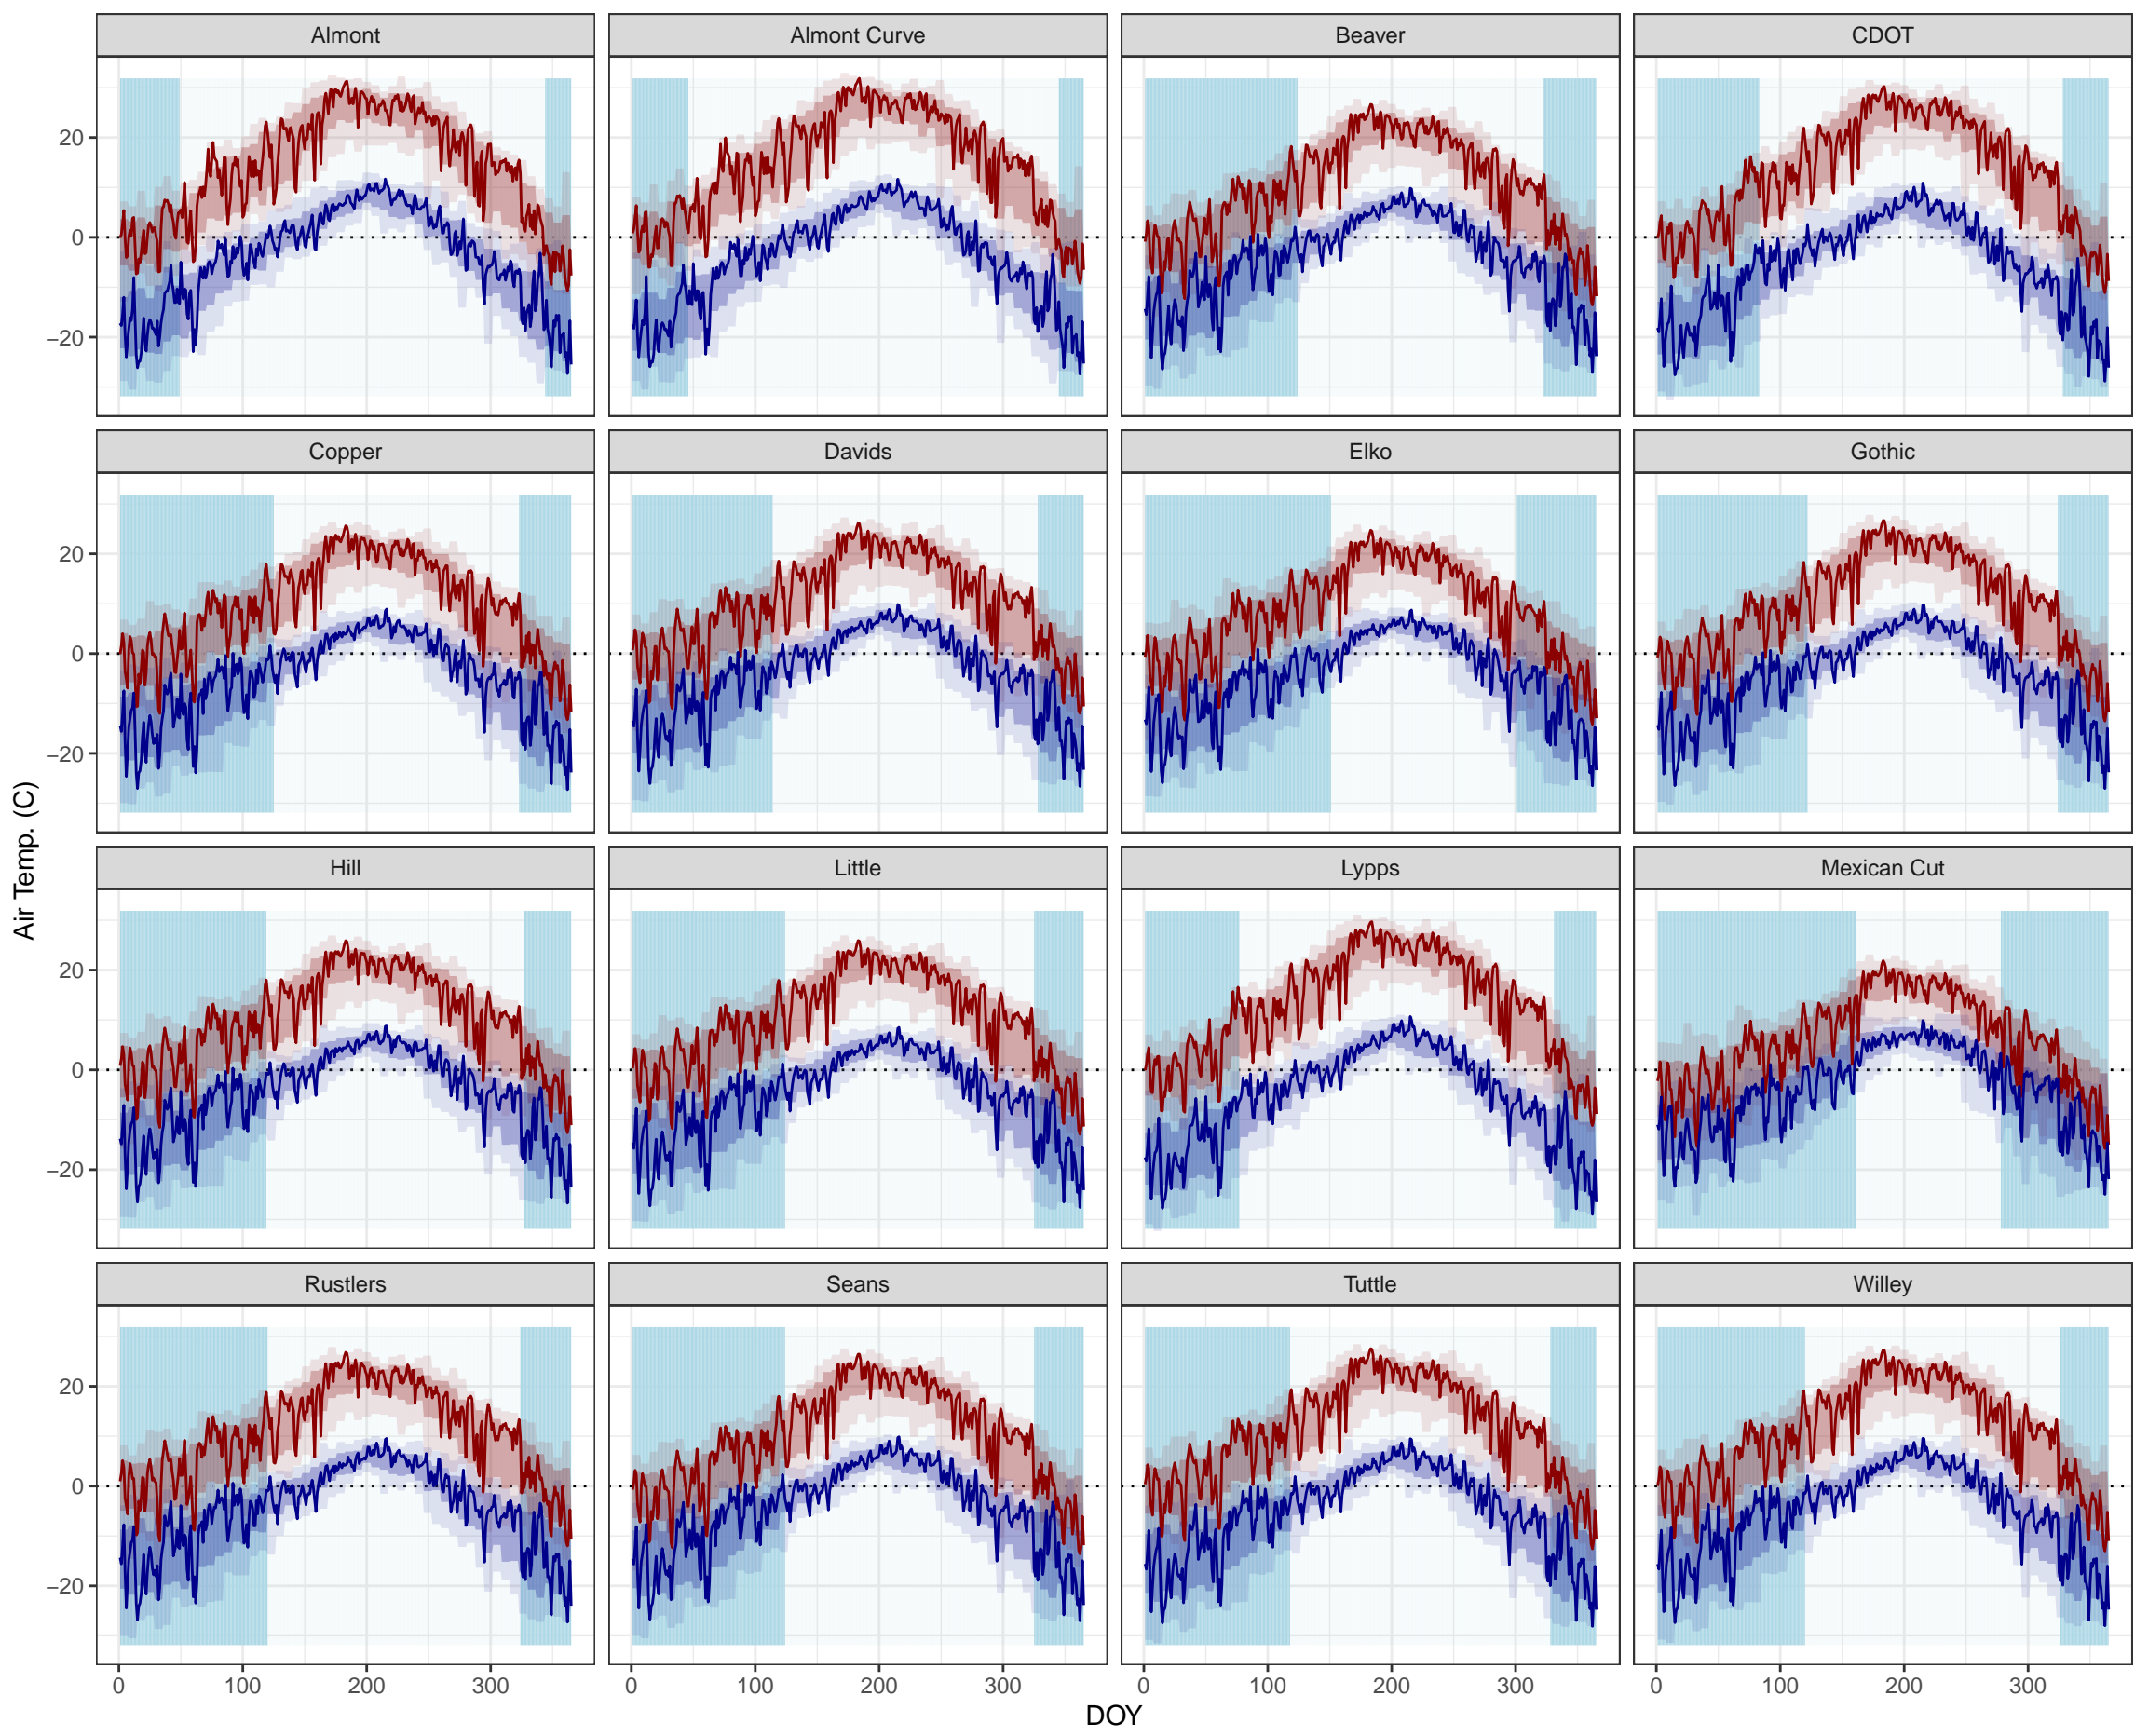 Almont
Almont Curve
Beaver
CDOT
20
0
−20
Copper
Davids
Elko
Gothic
20
0
−20
Hill
Little
Lypps
Mexican Cut
20
0
−20
Rustlers
Seans
Tuttle
Willey
20
0
−20
0 100 200 300
0 100 200 300
0 100 200 300
0 100 200 300
DOY
Air Temp. (C)